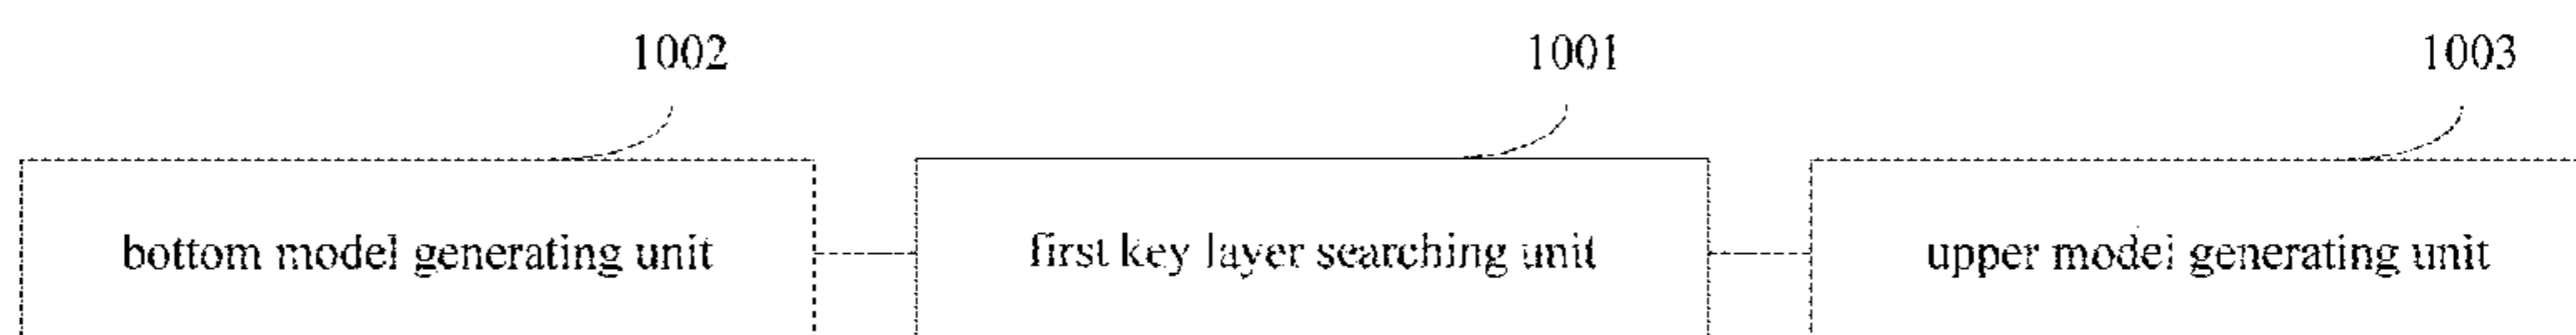 1002 1001 1003
bottom model generating unit first key layer searching unit upper model generating unit